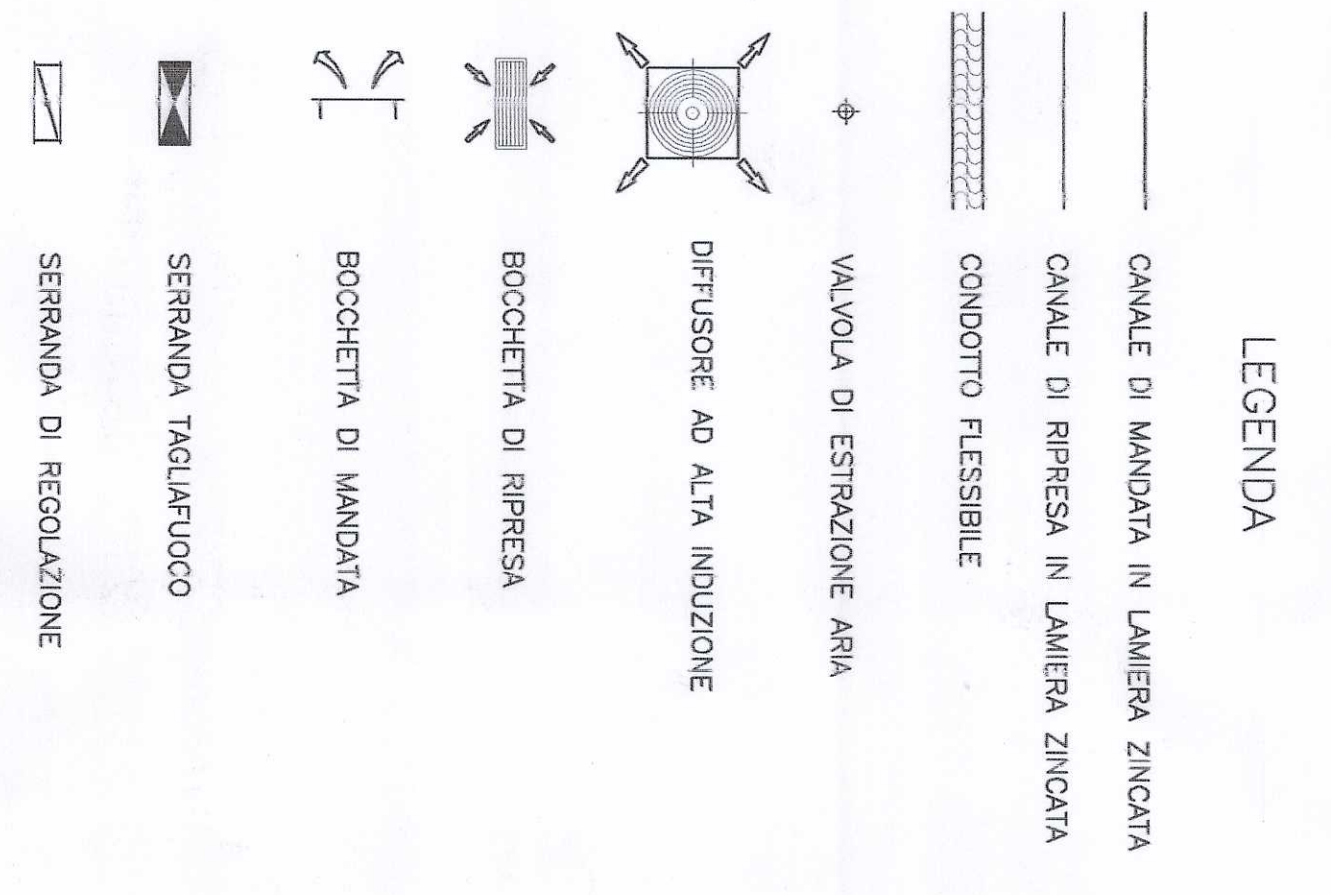 LEGENDA
CANALE DI MANDATA IN LAMIERA ZINCATA
CANALE DI RIPRESA IN LAMIERA ZINCATA
CONDOTTO FLESSIBILE
VALVOLA DI ESTRAZIONE ARIA
DIFFUSORE AD ALTA INDUZIONE
BOCCHETTA DI RIPRESA
BOCCHETTA DI MANDATA
SERRANDA TAGLIAFUOCO
SERRANDA DI REGOLAZIONE